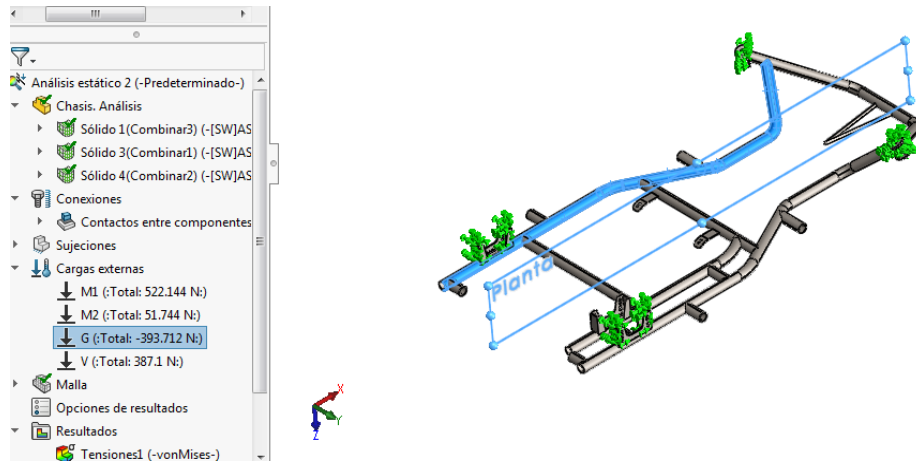 Análisis estático 2 (-Predeterminado-)
Chasis. Análisis
Sólido 1(Combinar3) (-[SW]AS
Sólido 3(Combinar1) (-[SW]AS
Sólido 4(Combinar2) (-[SW]AS
Conexiones
Contactos entre componentes
Sujeciones
Cargas externas
M1 (:Total: 522.144 N:)
M2 (:Total: 51.744 N:)
G (:Total: -393.712 N:)
V (:Total: 387.1 N:)
Malla
Opciones de resultados
Resultados
Tensiones1 (-vonMises-)
Planta
X
Y
Z